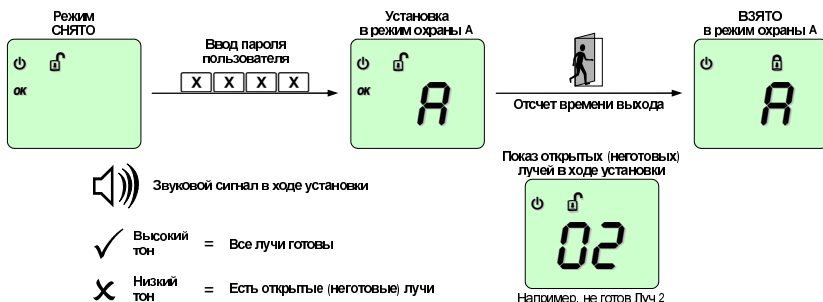 Режим
СНЯТО
Ввод пароля
пользователя
X X X X
Установка
в режим охраны А
Отсчет времени выхода
ВЗЯТО
в режим охраны А
OK
OK
A
A
Звуковой сигнал в ходе установки
Показ открытых (неготовых)
лучей в ходе установки
02
Высокий
тон
= Все лучи готовы
Низкий
тон
= Есть открытые (неготовые) лучи
Например, не готов Луч 2